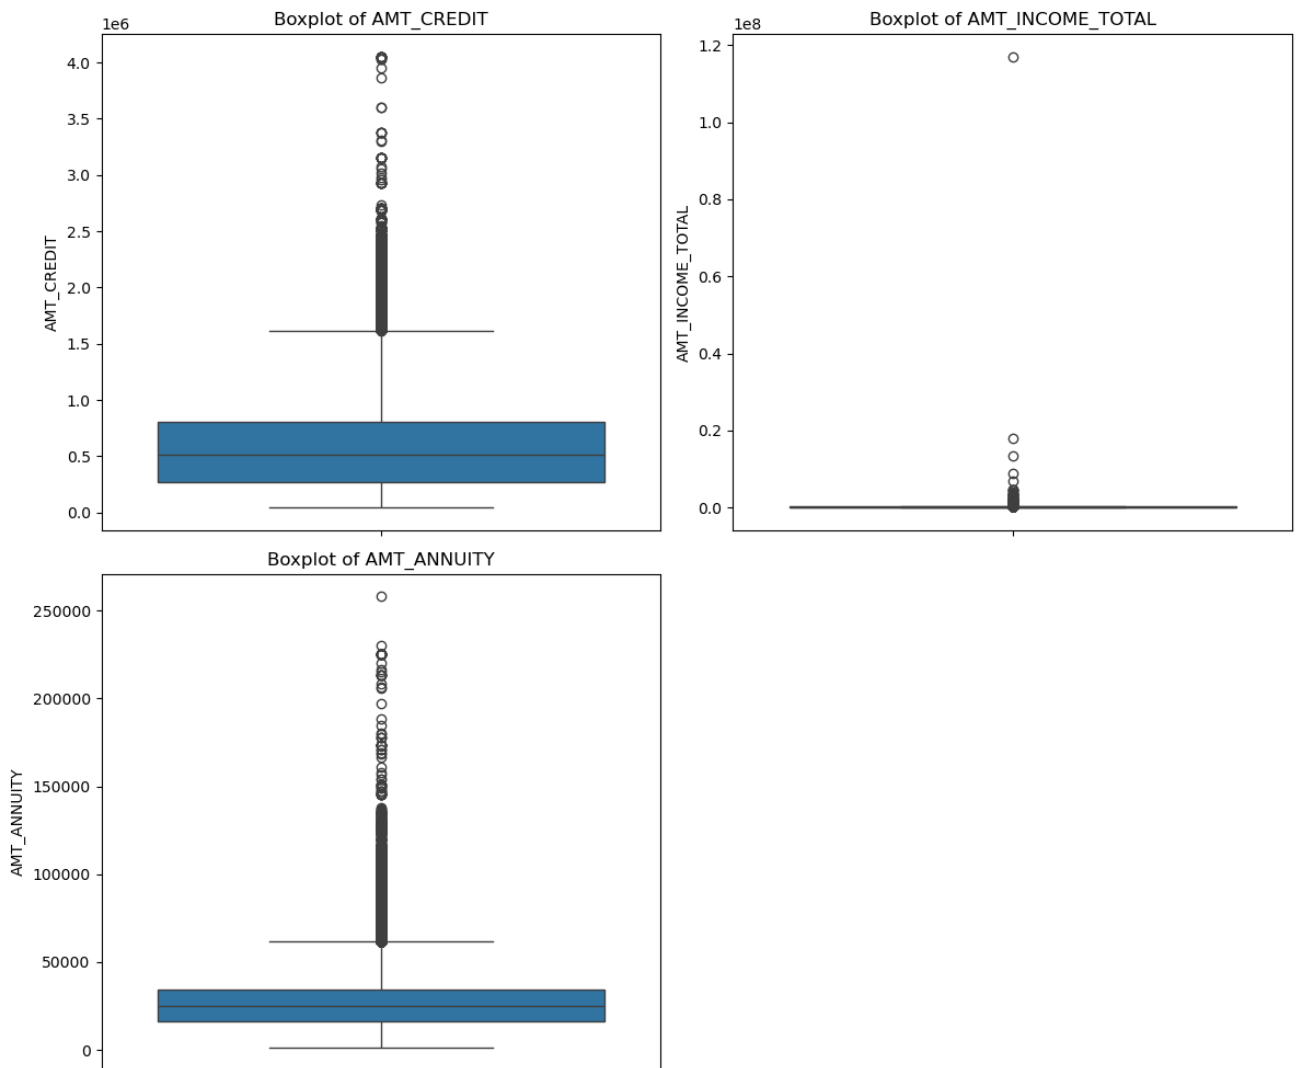 Boxplot of AMT_CREDIT
1e6
4.0
3.5
3.0
2.5
2.0
1.5
1.0
0.5
0.0
AMT_CREDIT
Boxplot of AMT_INCOME_TOTAL
1e8
1.2
1.0
0.8
0.6
0.4
0.2
0.0
AMT_INCOME_TOTAL
Boxplot of AMT_ANNUITY
250000
200000
150000
100000
50000
0
AMT_ANNUITY